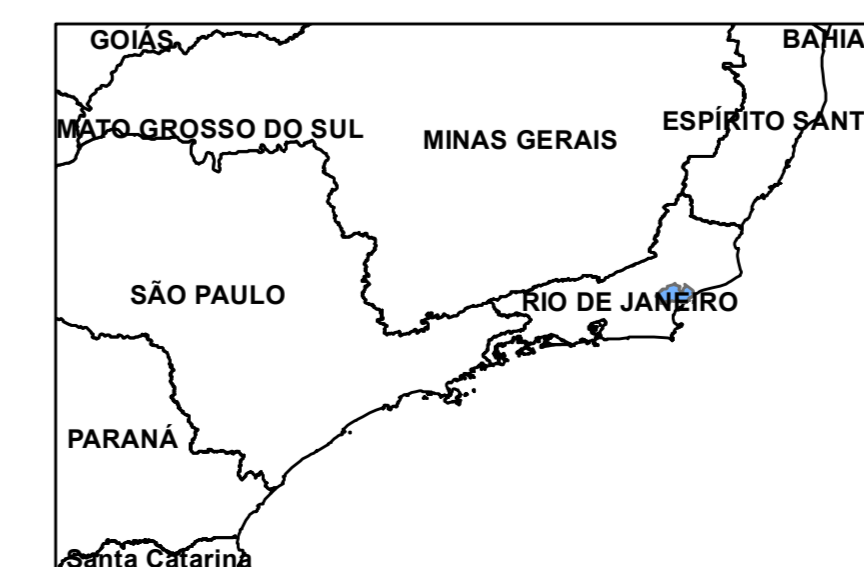 GOIÁS
BAHIA
MATO GROSSO DO SUL
MINAS GERAIS
ESPÍRITO SANT
SÃO PAULO
RIO DE JANEIRO
PARANÁ
Santa Catarina